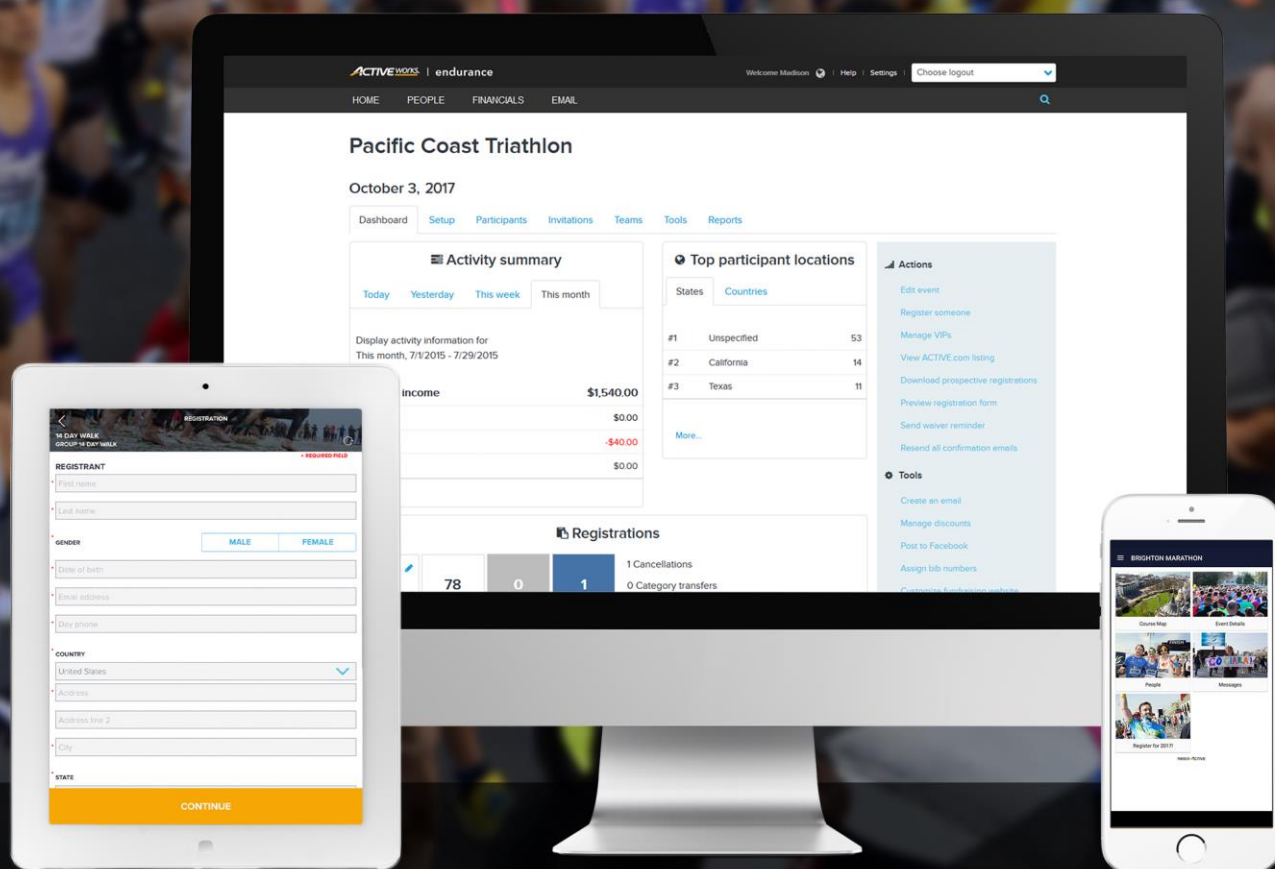 ACTIVEworks. | endurance
Welcome Madison | Help | Settings | Choose logout
HOME PEOPLE FINANCIALS EMAIL
Pacific Coast Triathlon
October 3, 2017
Dashboard Setup Participants Invitations Teams Tools Reports
Activity summary
Today Yesterday This week This month
Display activity information for
This month, 7/1/2015 - 7/29/2015
income $1,540.00
$0.00
-$40.00
$0.00
Top participant locations
States Countries
#1 Unspecified 53
#2 California 14
#3 Texas 11
More...
Actions
Edit event
Register someone
Manage VIPs
View ACTIVE.com listing
Download prospective registrations
Preview registration form
Send waiver reminder
Resend all confirmation emails
Tools
Create an email
Manage discounts
Post to Facebook
Assign bib numbers
Customize fundraising website
Registrations
78 0 1
1 Cancellations
0 Category transfers
REGISTRATION
14 DAY WALK
GROUP 14 DAY WALK
* REQUIRED FIELD
REGISTRANT
* First name
* Last name
* GENDER MALE FEMALE
* Date of birth
* Email address
* Day phone
* COUNTRY
United States
* Address
Address line 2
* City
* STATE
CONTINUE
BRIGHTON MARATHON
Course Map Event Details
FINISH
GO CIARA!
People Messages
Register for 2017!